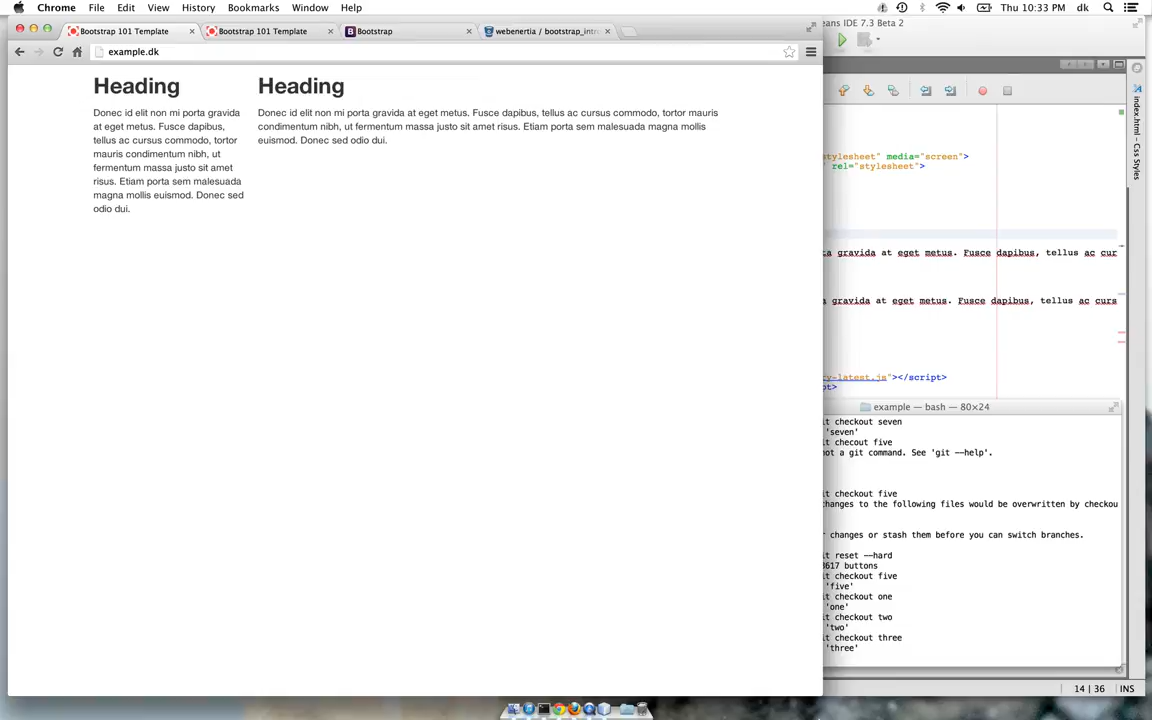 Chrome File Edit View History Bookmarks Window Help Thu 10:33 PM dk
eans IDE 7.3 Beta 2
Bootstrap 101 Template Bootstrap 101 Template Bootstrap webenertia / bootstrap_intr
example.dk
Heading
Donec id elit non mi porta gravida
at eget metus. Fusce dapibus,
tellus ac cursus commodo, tortor
mauris condimentum nibh, ut
fermentum massa justo sit amet
risus. Etiam porta sem malesuada
magna mollis euismod. Donec sed
odio dui.
Heading
Donec id elit non mi porta gravida at eget metus. Fusce dapibus, tellus ac cursus commodo, tortor mauris
condimentum nibh, ut fermentum massa justo sit amet risus. Etiam porta sem malesuada magna mollis
euismod. Donec sed odio dui.
index.html - Css Styles
stylesheet" media="screen">
rel="stylesheet">
ta gravida at eget metus. Fusce dapibus, tellus ac cur
a gravida at eget metus. Fusce dapibus, tellus ac curs
y-latest.js"></script>
pt>
example — bash — 80×24
it checkout seven
'seven'
it checout five
not a git command. See 'git --help'.
it checkout five
changes to the following files would be overwritten by checkou
r changes or stash them before you can switch branches.
it reset --hard
3617 buttons
it checkout five
'five'
it checkout one
'one'
it checkout two
'two'
it checkout three
'three'
14 | 36 INS